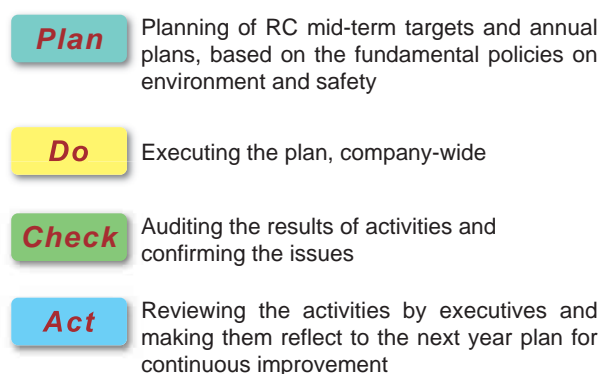 Plan
Planning of RC mid-term targets and annual
plans, based on the fundamental policies on
environment and safety
Do
Executing the plan, company-wide
Check
Auditing the results of activities and
confirming the issues
Act
Reviewing the activities by executives and
making them reflect to the next year plan for
continuous improvement